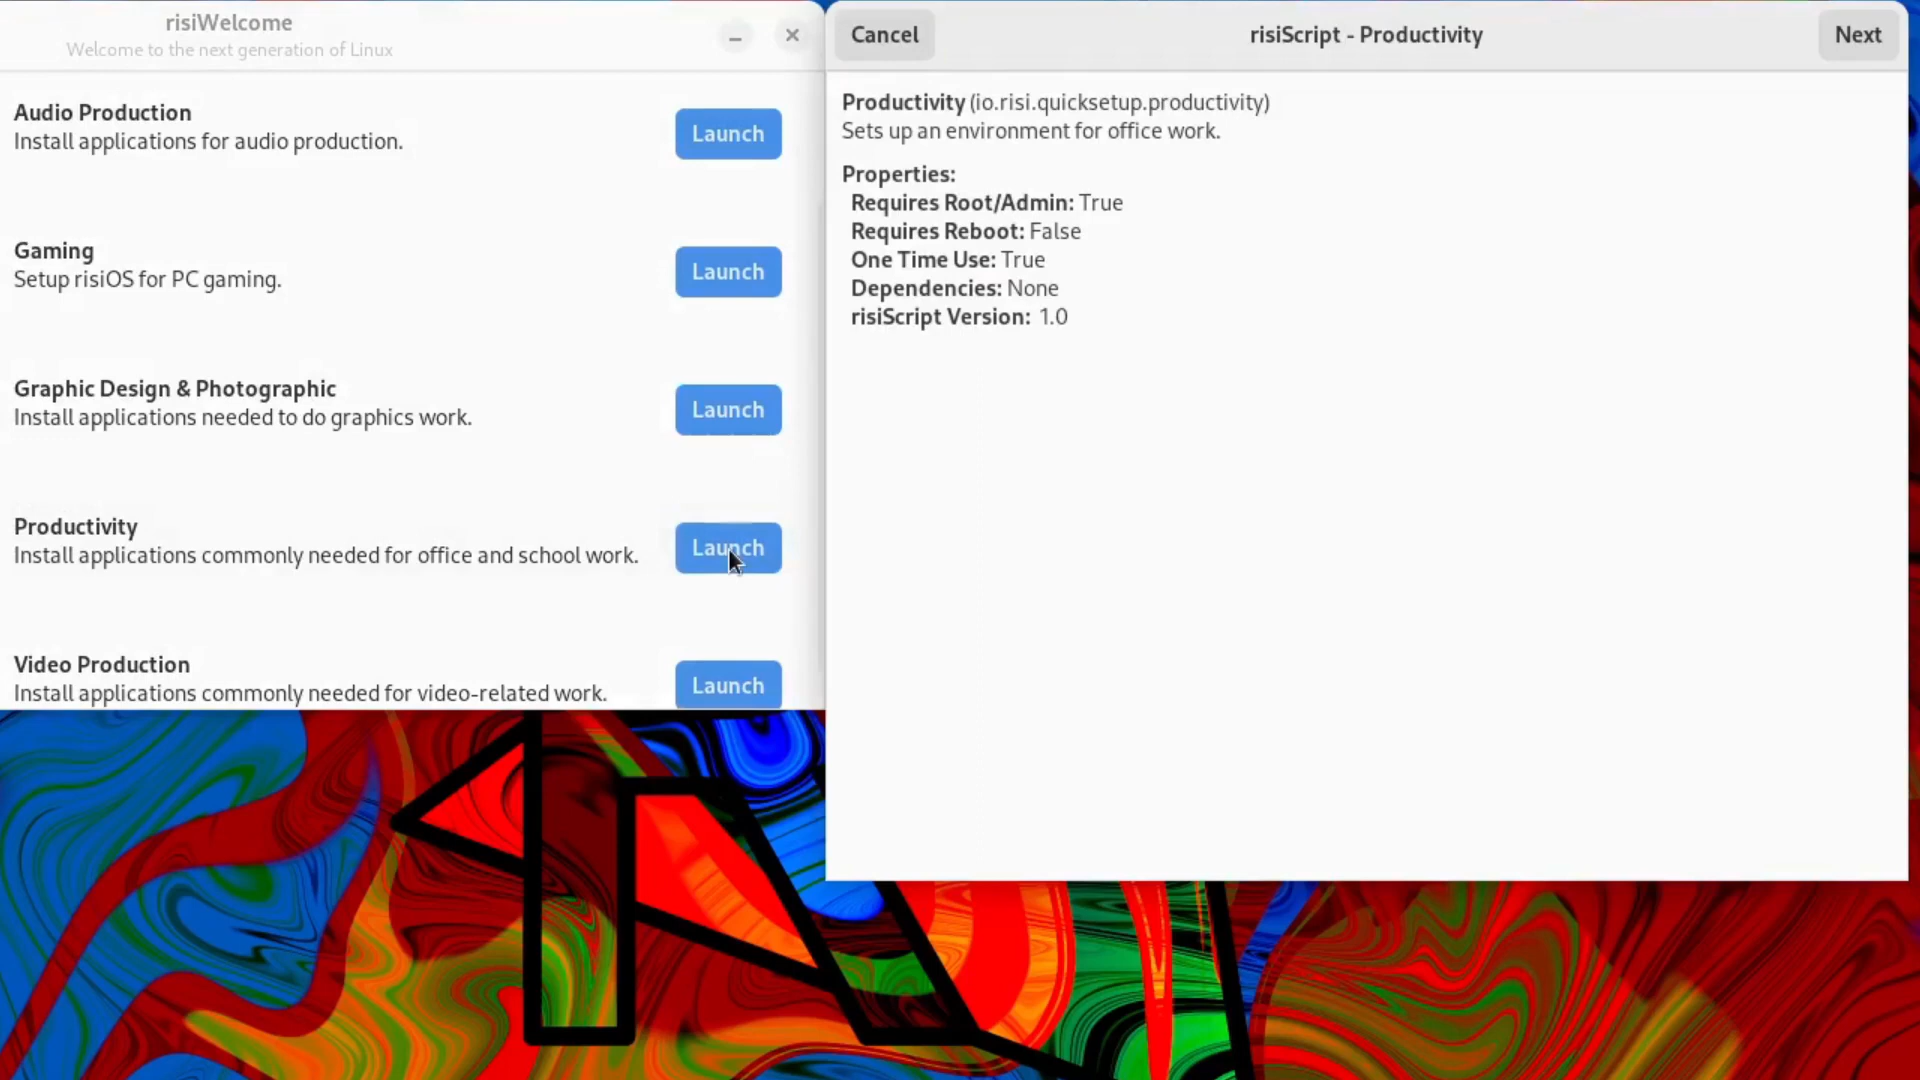 risiWelcome
Welcome to the next generation of Linux
Audio Production
Install applications for audio production.
Launch
Gaming
Setup risiOS for PC gaming.
Launch
Graphic Design & Photographic
Install applications needed to do graphics work.
Launch
Productivity
Install applications commonly needed for office and school work.
Launch
Video Production
Install applications commonly needed for video-related work.
Launch
Cancel
risiScript - Productivity
Next
Productivity (io.risi.quicksetup.productivity)
Sets up an environment for office work.
Properties:
Requires Root/Admin: True
Requires Reboot: False
One Time Use: True
Dependencies: None
risiScript Version: 1.0